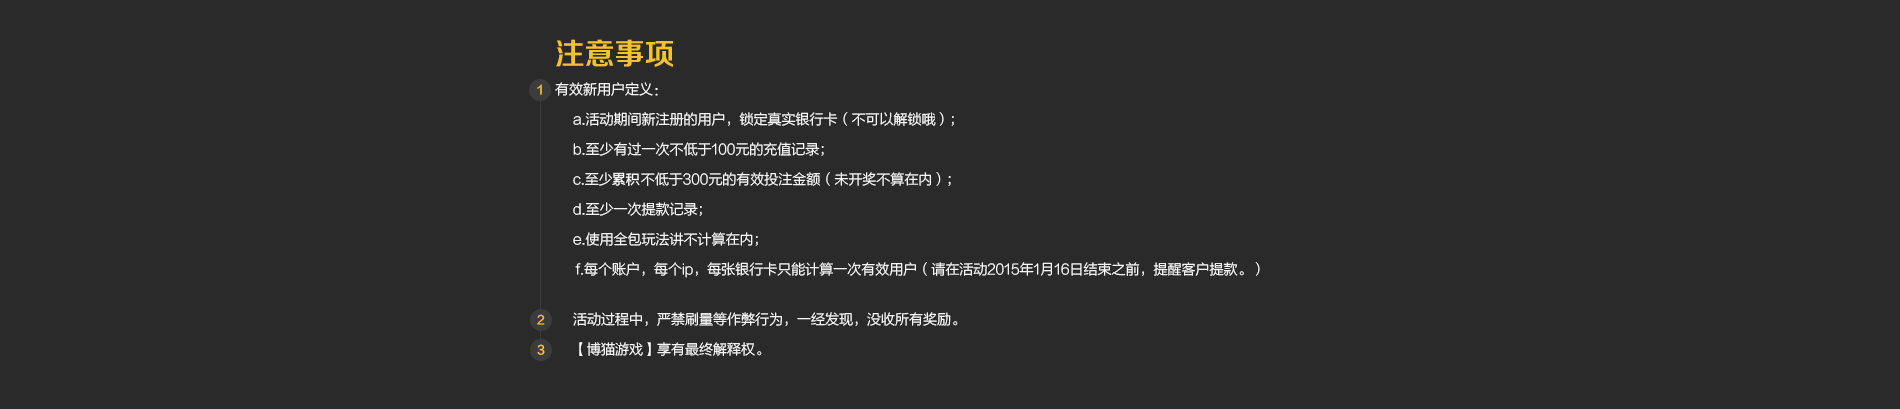 注意事项
1 有效新用户定义：
a.活动期间新注册的用户，锁定真实银行卡（不可以解锁哦）；
b.至少有过一次不低于100元的充值记录；
c.至少累积不低于300元的有效投注金额（未开奖不算在内）；
d.至少一次提款记录；
e.使用全包玩法讲不计算在内；
f.每个账户，每个ip，每张银行卡只能计算一次有效用户（请在活动2015年1月16日结束之前，提醒客户提款。）
2 活动过程中，严禁刷量等作弊行为，一经发现，没收所有奖励。
3 【博猫游戏】享有最终解释权。